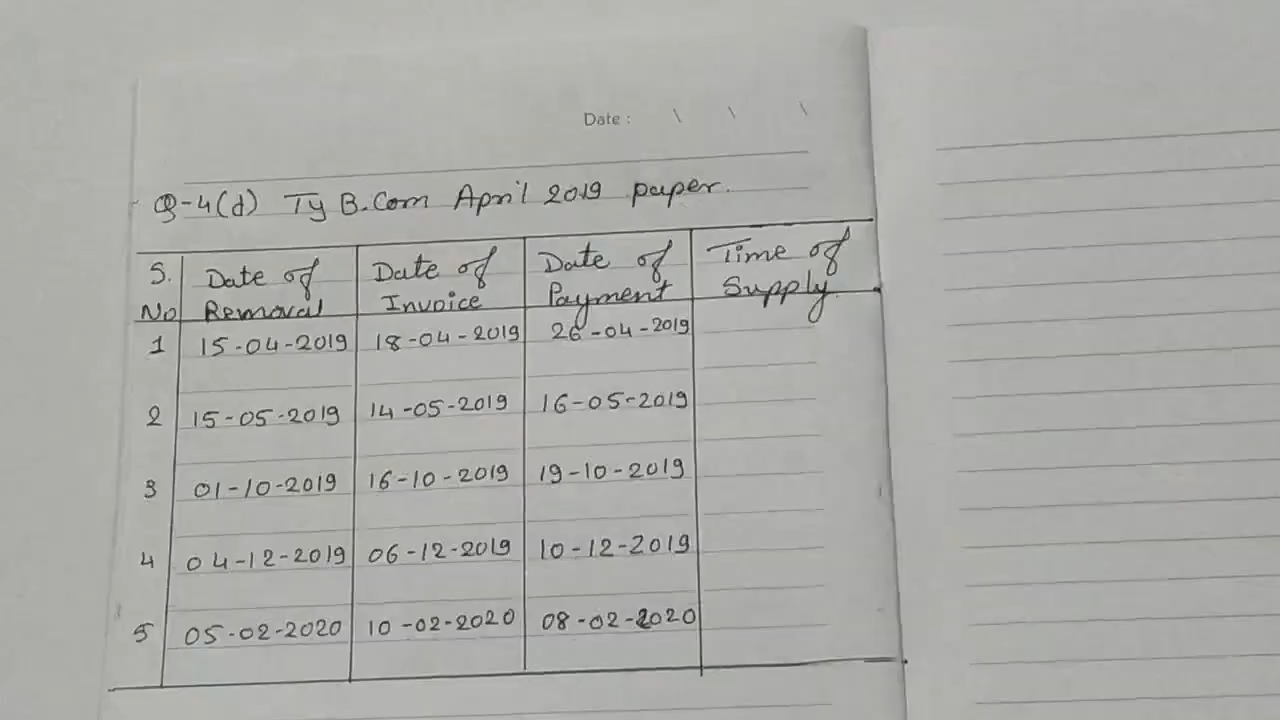 Date :
Q-4(d) Ty B.Com April 2019 paper.
S. No | Date of Removal | Date of Invoice | Date of Payment | Time of Supply
1 | 15-04-2019 | 18-04-2019 | 26-04-2019
2 | 15-05-2019 | 14-05-2019 | 16-05-2019
3 | 01-10-2019 | 16-10-2019 | 19-10-2019
4 | 04-12-2019 | 06-12-2019 | 10-12-2019
5 | 05-02-2020 | 10-02-2020 | 08-02-2020